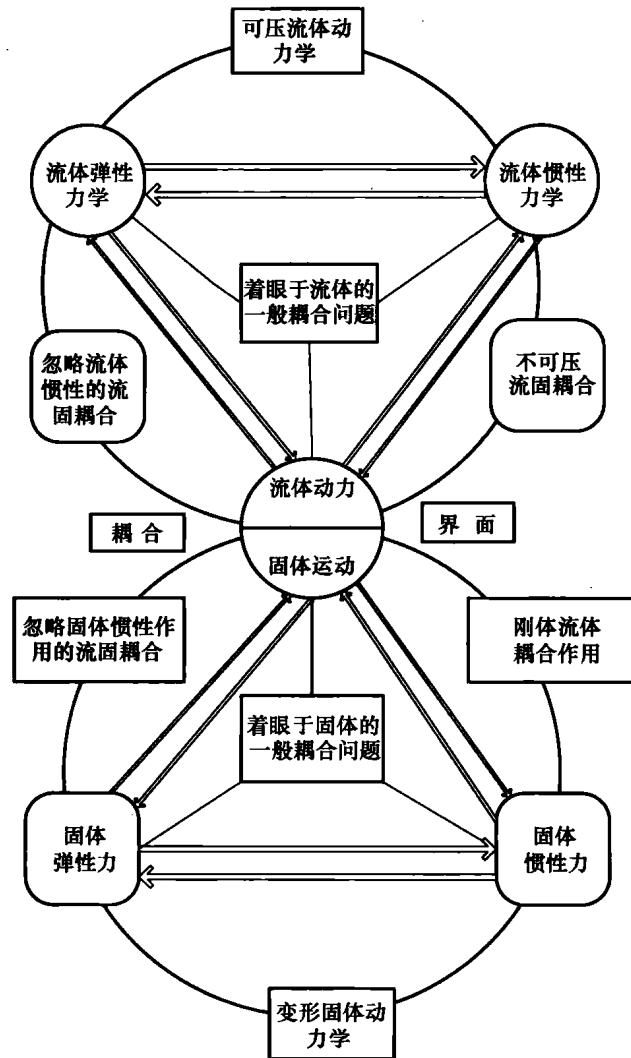 可压流体动
力学
流体弹性
力学
流体惯性
力学
着眼于流体的
一般耦合问题
忽略流体
惯性的流
固耦合
不可压
流固耦合
流体动力
耦 合
界 面
固体运动
忽略固体惯性作
用的流固耦合
刚体流体
耦合作用
着眼于固体的
一般耦合问题
固体
弹性力
固体
惯性力
变形固体动
力学